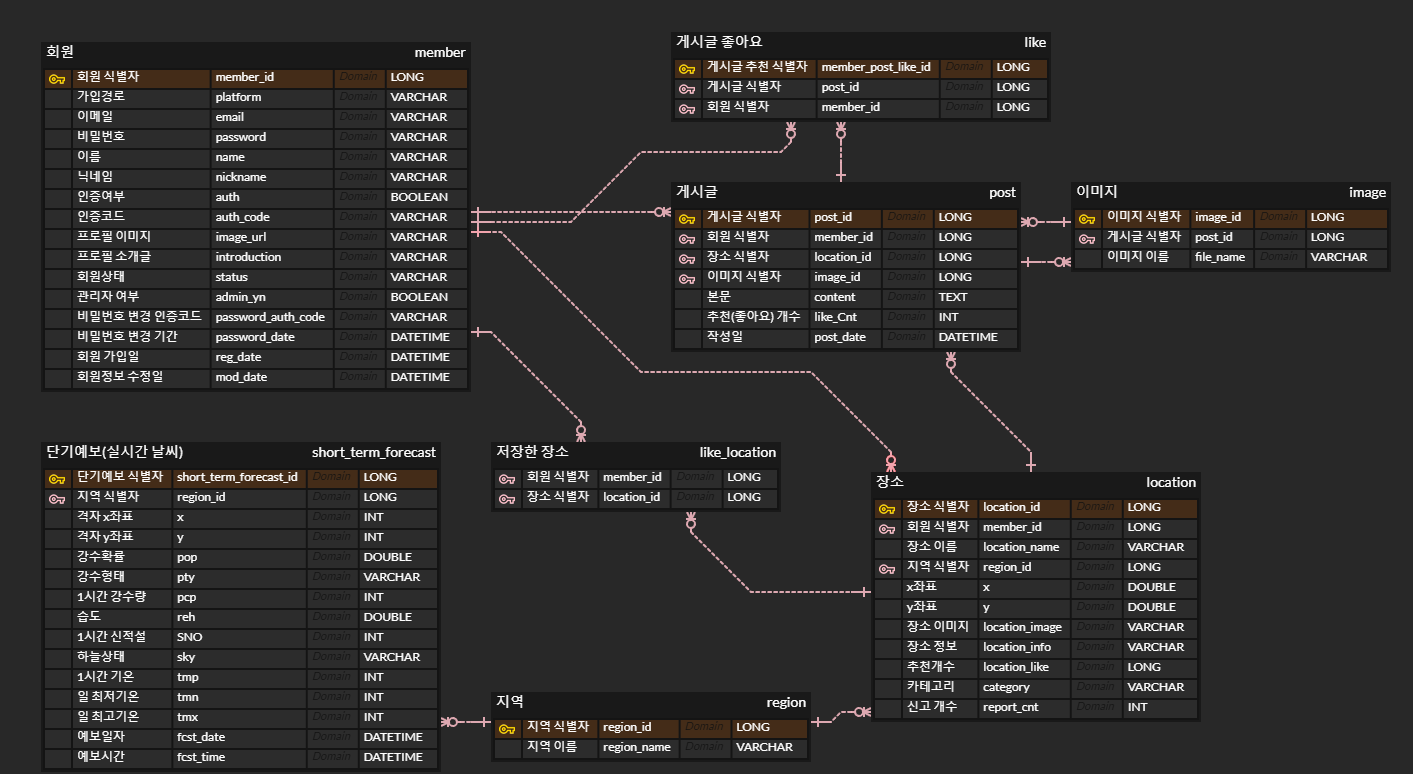 회원 member
회원 식별자 member_id Domain LONG
가입경로 platform Domain VARCHAR
이메일 email Domain VARCHAR
비밀번호 password Domain VARCHAR
이름 name Domain VARCHAR
닉네임 nickname Domain VARCHAR
인증여부 auth Domain BOOLEAN
인증코드 auth_code Domain VARCHAR
프로필 이미지 image_url Domain VARCHAR
프로필 소개글 introduction Domain VARCHAR
회원상태 status Domain VARCHAR
관리자 여부 admin_yn Domain BOOLEAN
비밀번호 변경 인증코드 password_auth_code Domain VARCHAR
비밀번호 변경 기간 password_date Domain DATETIME
회원 가입일 reg_date Domain DATETIME
회원정보 수정일 mod_date Domain DATETIME
게시글 좋아요 like
게시글 추천 식별자 member_post_like_id Domain LONG
게시글 식별자 post_id Domain LONG
회원 식별자 member_id Domain LONG
게시글 post
게시글 식별자 post_id Domain LONG
회원 식별자 member_id Domain LONG
장소 식별자 location_id Domain LONG
이미지 식별자 image_id Domain LONG
본문 content Domain TEXT
추천(좋아요) 개수 like_Cnt Domain INT
작성일 post_date Domain DATETIME
이미지 image
이미지 식별자 image_id Domain LONG
게시글 식별자 post_id Domain LONG
이미지 이름 file_name Domain VARCHAR
단기예보(실시간 날씨) short_term_forecast
단기예보 식별자 short_term_forecast_id Domain LONG
지역 식별자 region_id Domain LONG
격자 x좌표 x Domain INT
격자 y좌표 y Domain INT
강수확률 pop Domain DOUBLE
강수형태 pty Domain VARCHAR
1시간 강수량 pcp Domain INT
습도 reh Domain DOUBLE
1시간 신적설 SNO Domain INT
하늘상태 sky Domain VARCHAR
1시간 기온 tmp Domain INT
일 최저기온 tmn Domain INT
일 최고기온 tmx Domain INT
예보일자 fcst_date Domain DATETIME
예보시간 fcst_time Domain DATETIME
저장한 장소 like_location
회원 식별자 member_id Domain LONG
장소 식별자 location_id Domain LONG
장소 location
장소 식별자 location_id Domain LONG
회원 식별자 member_id Domain LONG
장소 이름 location_name Domain VARCHAR
지역 식별자 region_id Domain LONG
x좌표 x Domain DOUBLE
y좌표 y Domain DOUBLE
장소 이미지 location_image Domain VARCHAR
장소 정보 location_info Domain VARCHAR
추천개수 location_like Domain LONG
카테고리 category Domain VARCHAR
신고 개수 report_cnt Domain INT
지역 region
지역 식별자 region_id Domain LONG
지역 이름 region_name Domain VARCHAR